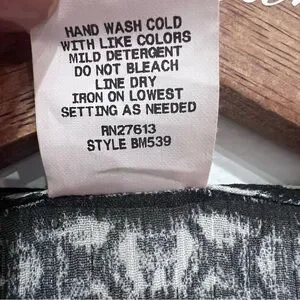 HAND WASH COLD
WITH LIKE COLORS
MILD DETERGENT
DO NOT BLEACH
LINE DRY
IRON ON LOWEST
SETTING AS NEEDED
RN27613
STYLE BM539